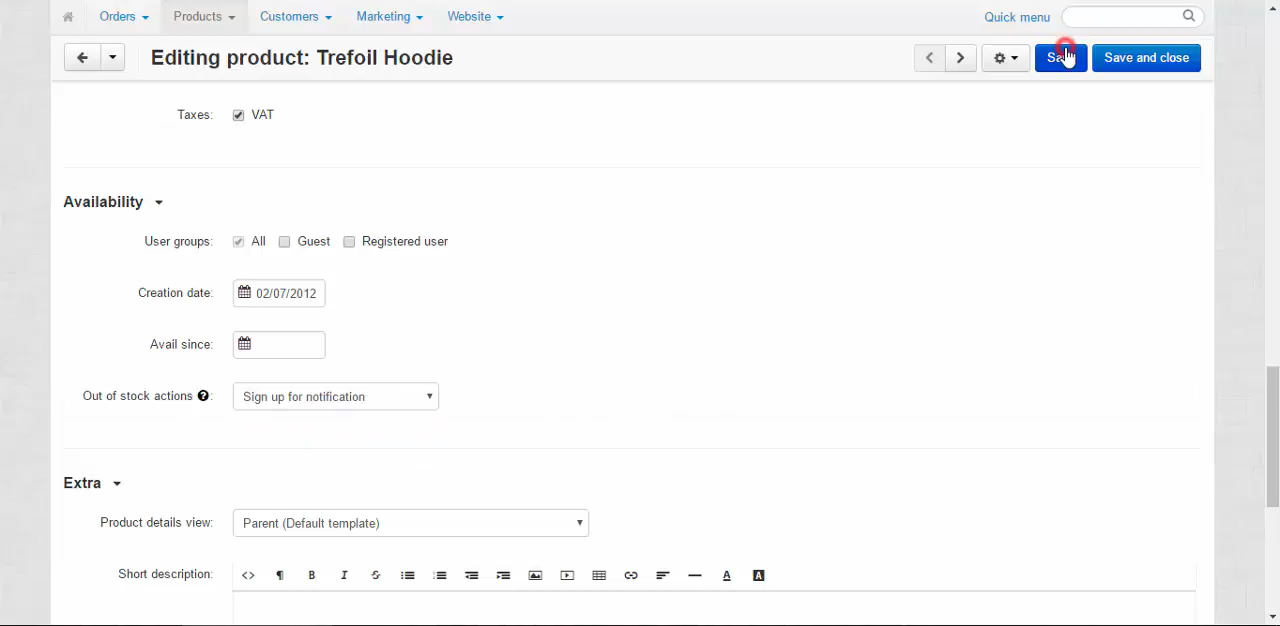 Orders Products Customers Marketing Website Quick menu
Editing product: Trefoil Hoodie Save and close
Taxes: VAT
Availability
User groups: All Guest Registered user
Creation date: 02/07/2012
Avail since:
Out of stock actions ? :
Sign up for notification
Extra
Product details view: Parent (Default template)
Short description: <> ¶ B I S A A